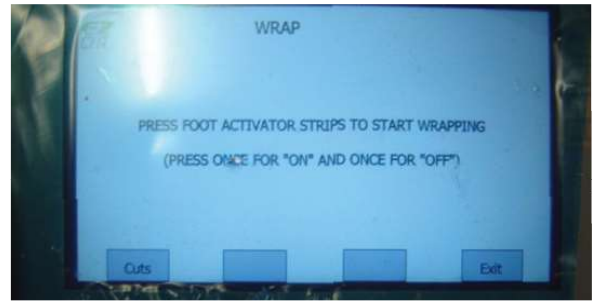 WRAP
PRESS FOOT ACTIVATOR STRIPS TO START WRAPPING
(PRESS ONCE FOR "ON" AND ONCE FOR "OFF")
Cuts
Exit